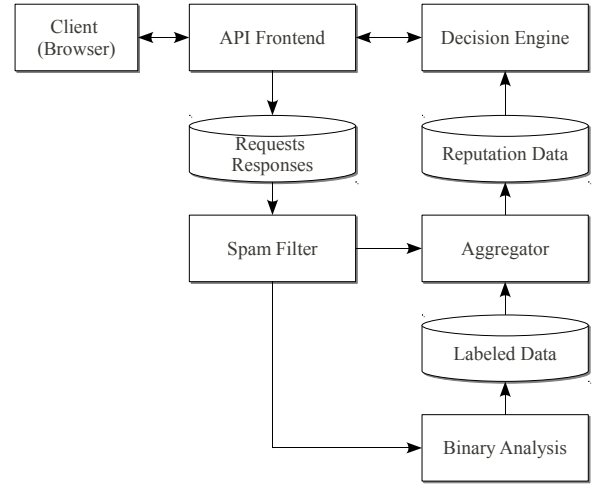 Client
(Browser)
API Frontend
Decision Engine
Requests
Responses
Reputation Data
Spam Filter
Aggregator
Labeled Data
Binary Analysis